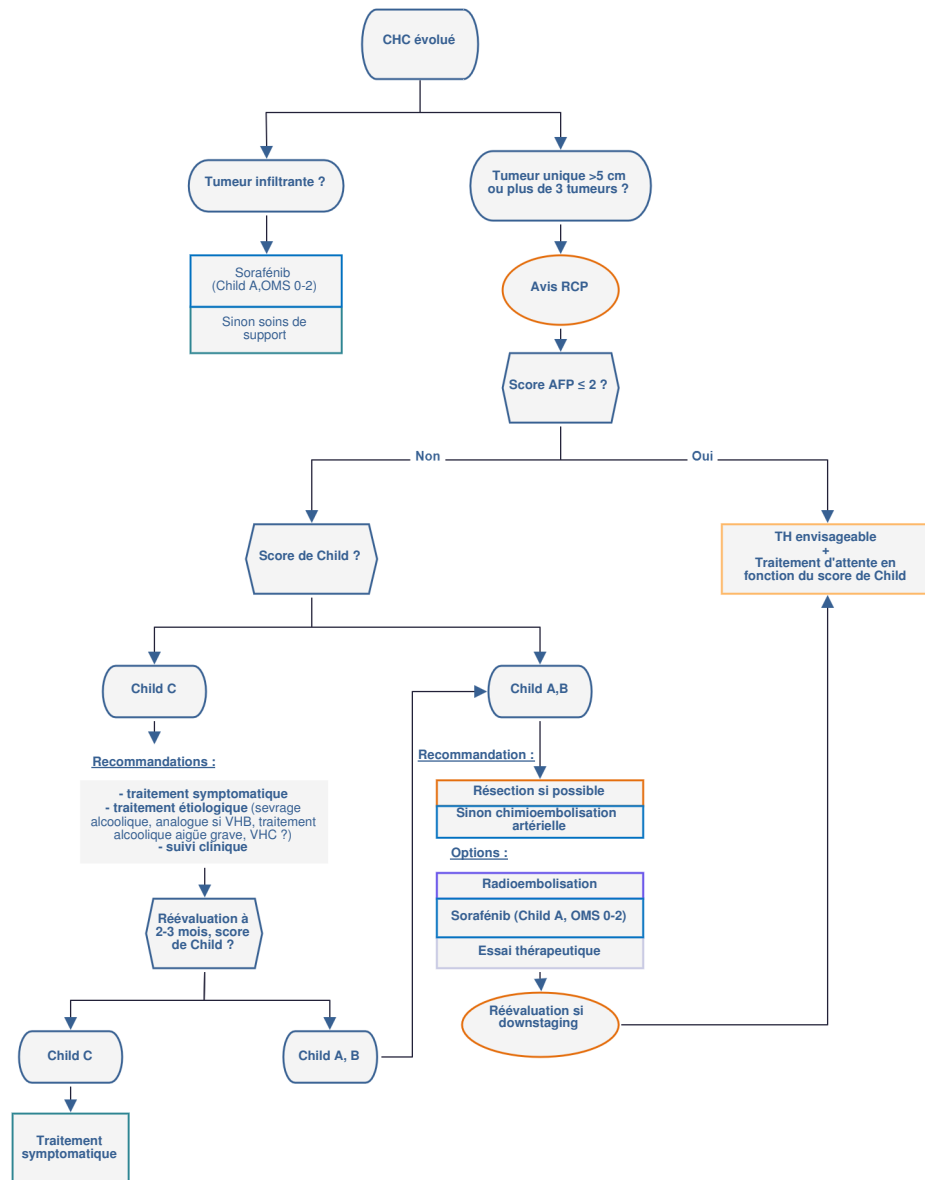 CHC évolué
Tumeur infiltrante ?
Tumeur unique >5 cm
ou plus de 3 tumeurs ?
Sorafénib
(Child A,OMS 0-2)
Sinon soins de
support
Avis RCP
Score AFP ≤ 2 ?
Non
Oui
Score de Child ?
TH envisageable
+
Traitement d'attente en
fonction du score de Child
Child C
Child A,B
Recommandations :
- traitement symptomatique
- traitement étiologique (sevrage
alcoolique, analogue si VHB, traitement
alcoolique aigüe grave, VHC ?)
- suivi clinique
Recommandation :
Résection si possible
Sinon chimioembolisation
artérielle
Options :
Radioembolisation
Sorafénib (Child A, OMS 0-2)
Essai thérapeutique
Réévaluation à
2-3 mois, score
de Child ?
Réévaluation si
downstaging
Child C
Child A, B
Traitement
symptomatique